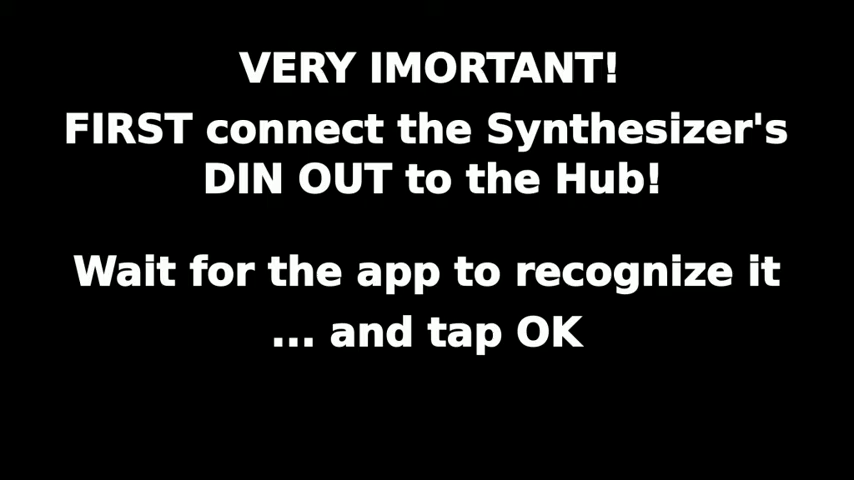 VERY IMORTANT!
FIRST connect the Synthesizer's
DIN OUT to the Hub!
Wait for the app to recognize it
... and tap OK